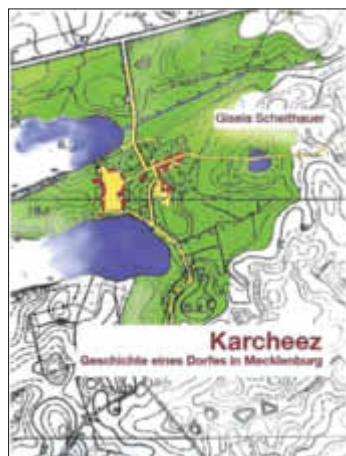 Gisela Scheithauer
Karcheez
Geschichte eines Dorfes in Mecklenburg